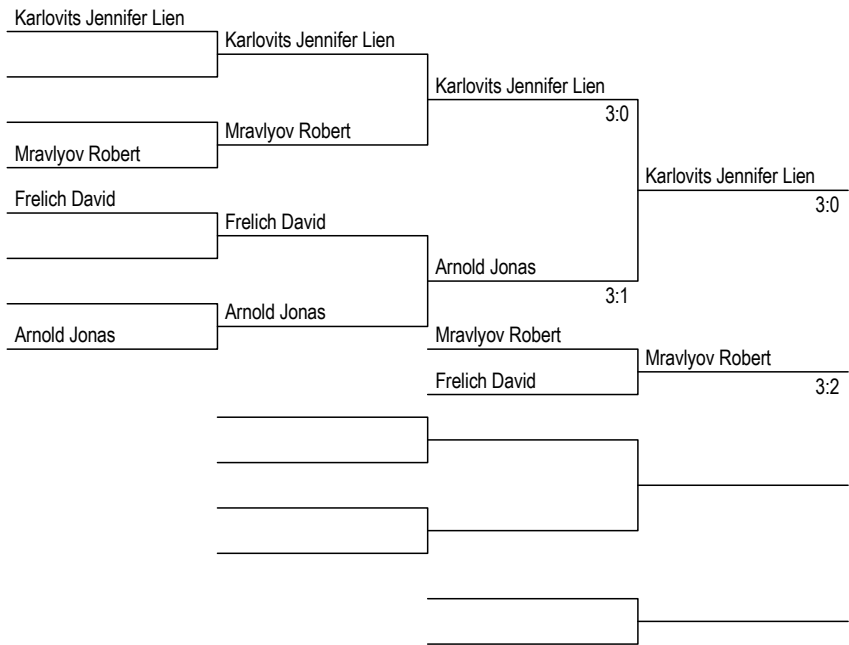 Karlovits Jennifer Lien
Karlovits Jennifer Lien
Karlovits Jennifer Lien
3:0
Mravlyov Robert
Mravlyov Robert
Karlovits Jennifer Lien
3:0
Frelich David
Frelich David
Arnold Jonas
3:1
Arnold Jonas
Arnold Jonas
Mravlyov Robert
Mravlyov Robert
Frelich David
3:2